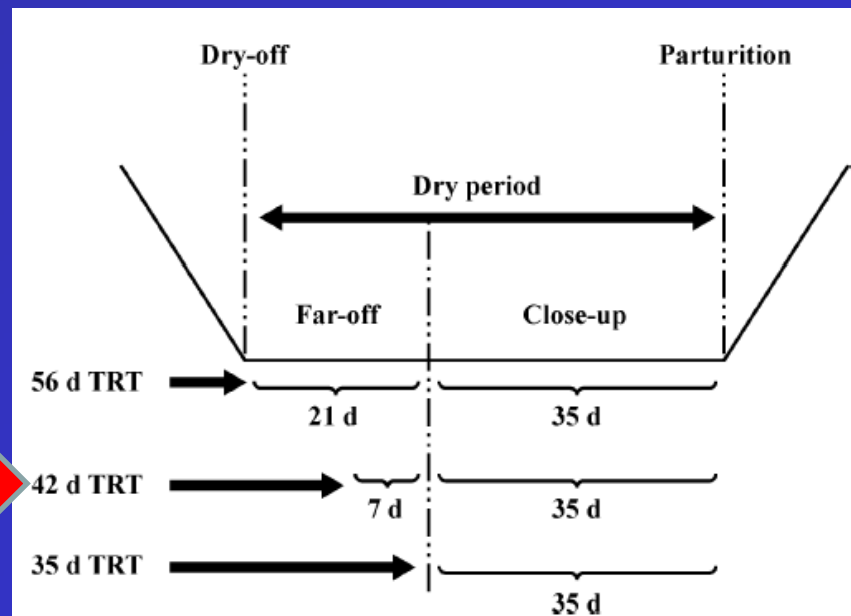 Dry-off Parturition
Dry period
Far-off Close-up
56 d TRT
21 d 35 d
42 d TRT
7 d 35 d
35 d TRT
35 d